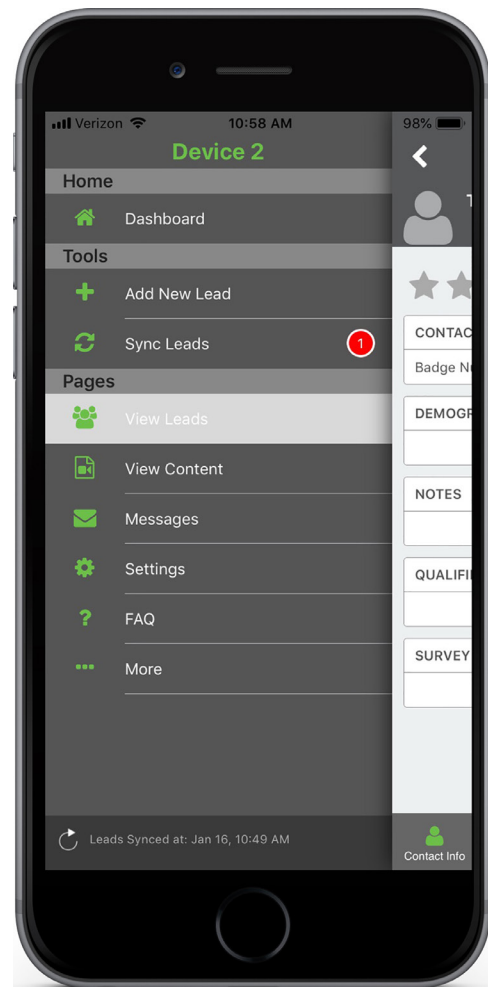 Verizon 10:58 AM 98%
Device 2
Home
Dashboard
Tools
Add New Lead
Sync Leads 1
Pages
View Leads
View Content
Messages
Settings
? FAQ
More
Leads Synced at: Jan 16, 10:49 AM
CONTAC
Badge Nu
DEMOGR
NOTES
QUALIFI
SURVEY
Contact Info